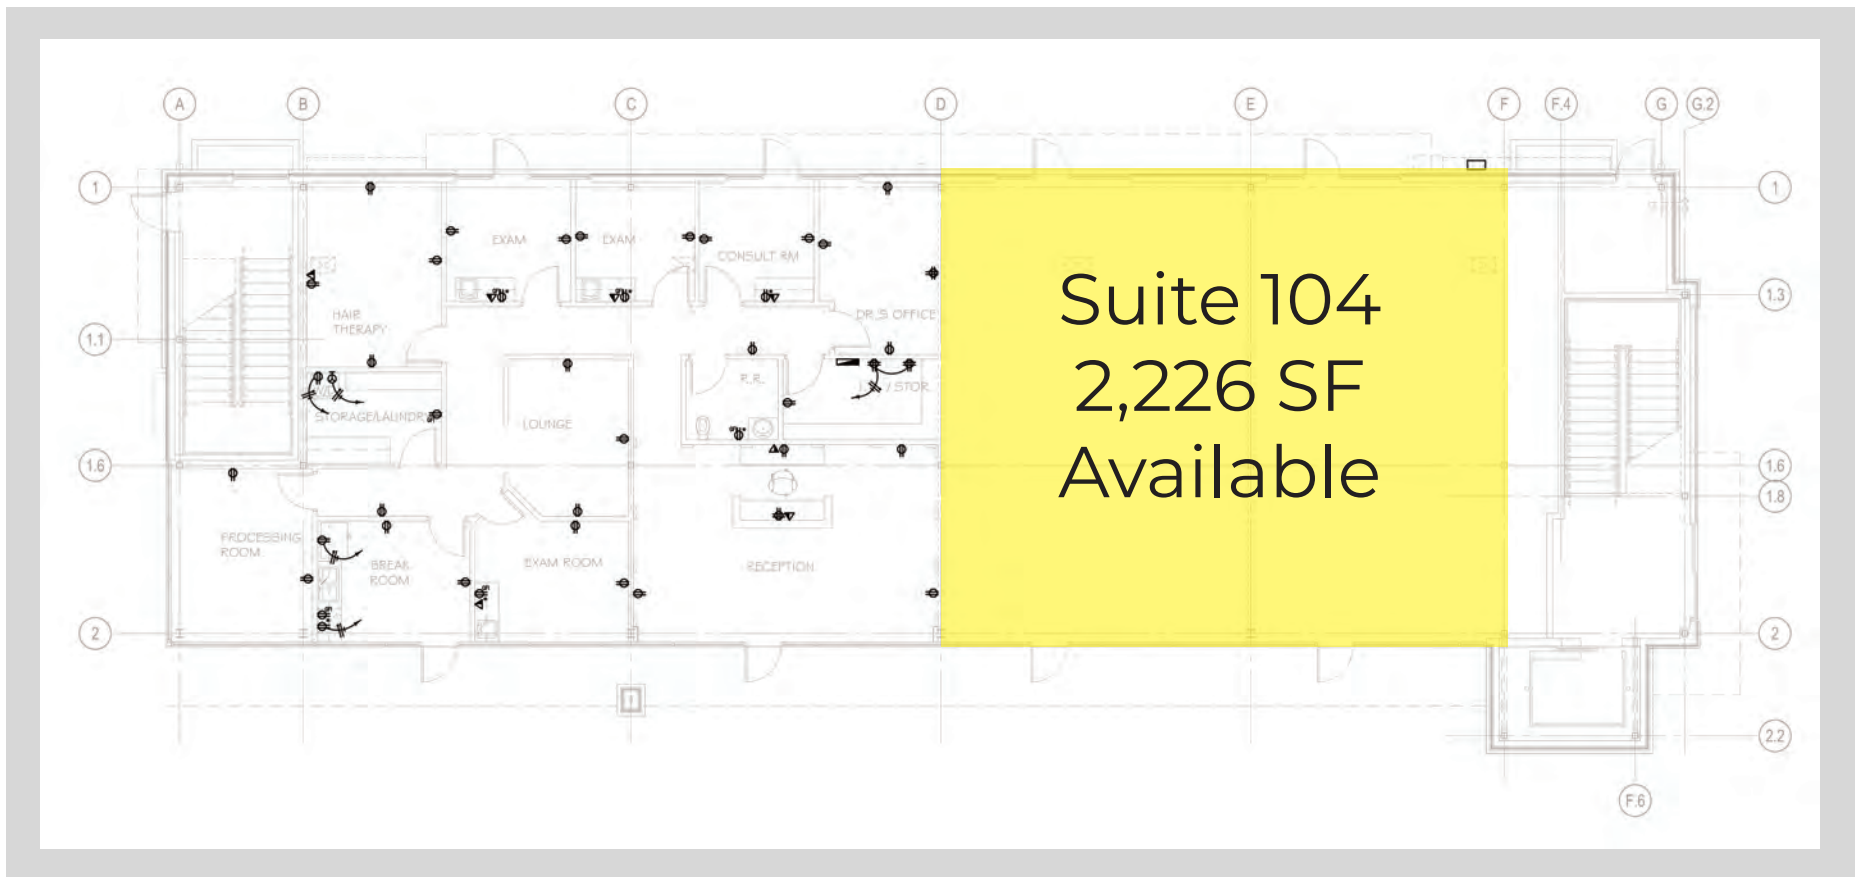 A B C D E F F.4 G G.2
1 1
EXAM EXAM
CONSULT RM
Suite 104
2,226 SF
Available
1.3
HAIR
THERAPY
DR.S OFFICE
1.1
R.R.
/ STOR.
STORAGE/LAUNDRY
LOUNGE
1.6 1.6
1.8
PROCESSING
ROOM
BREAK
ROOM
EXAM ROOM
RECEPTION
2 2
2.2
F.6